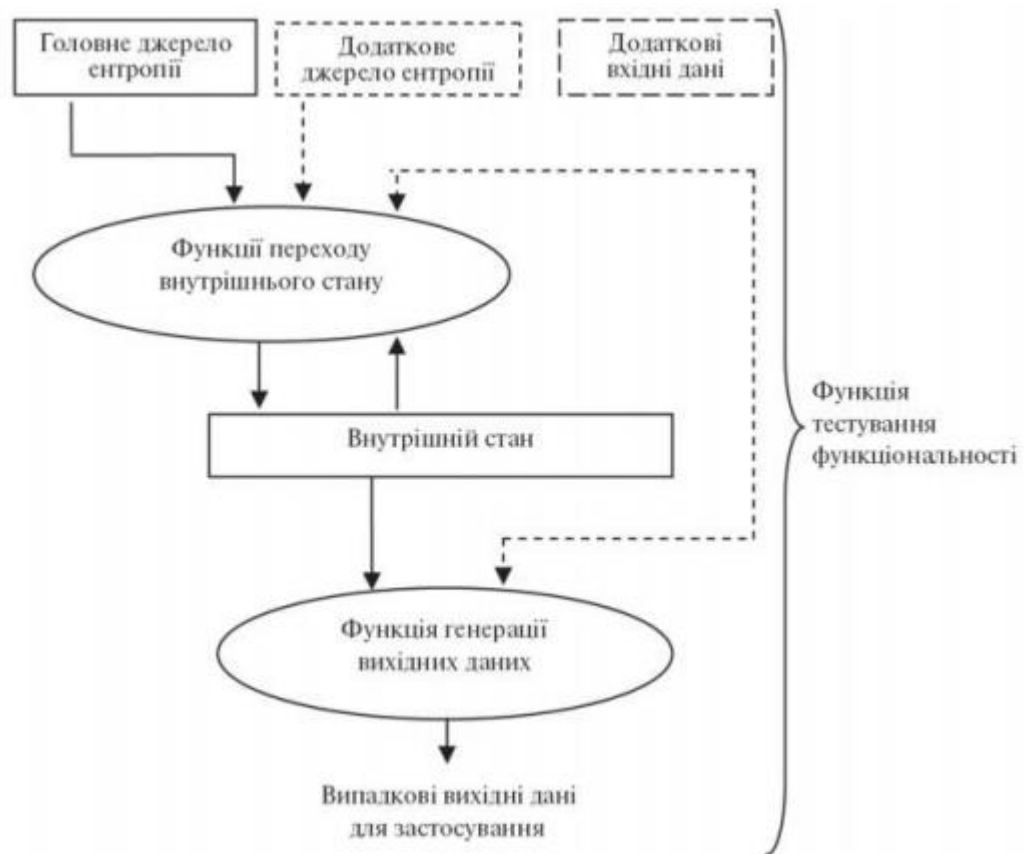 Головне джерело
ентропії
Додаткове
джерело ентропії
Додаткові
вхідні дані
Функції переходу
внутрішнього стану
Внутрішній стан
Функція
тестування
функціональності
Функція генерації
вихідних даних
Випадкові вихідні дані
для застосування